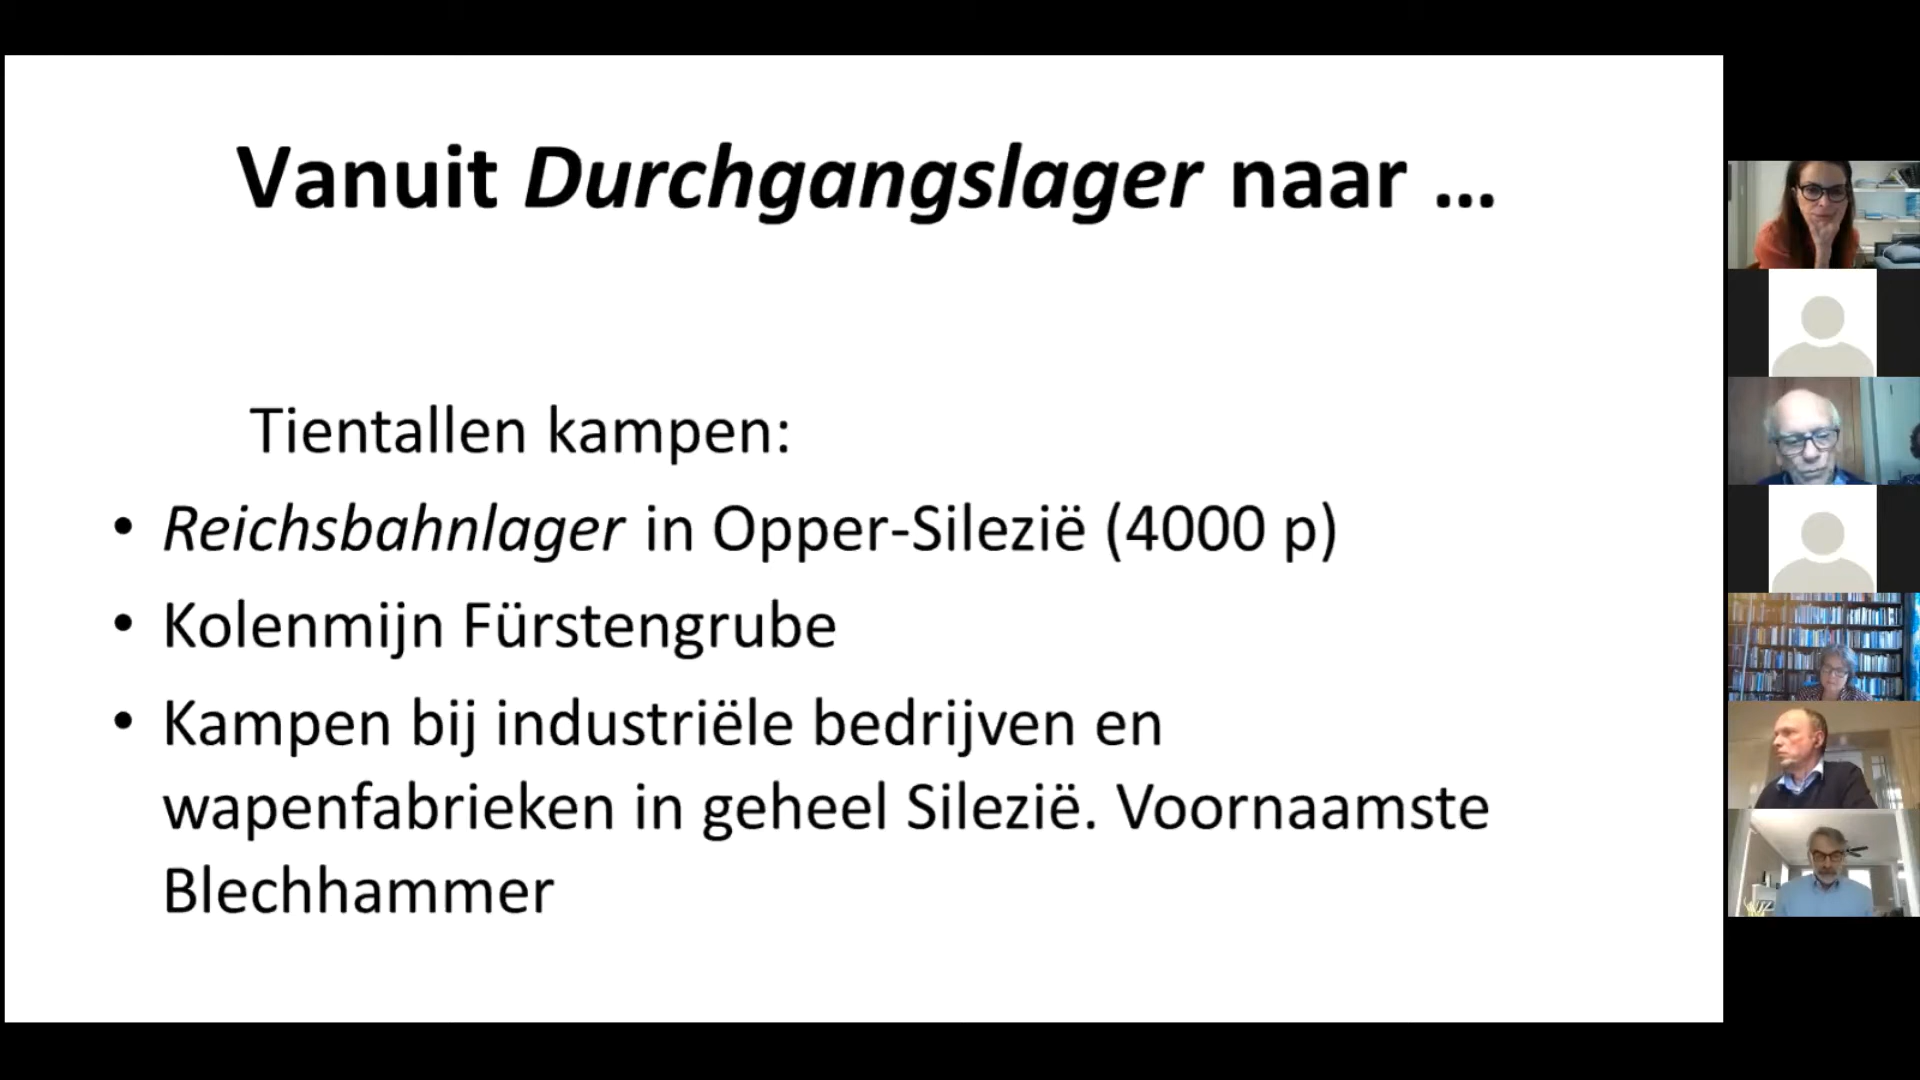 Vanuit Durchgangslager naar ...
Tientallen kampen:
• Reichsbahnlager in Opper-Silezië (4000 p)
• Kolenmijn Fürstengrube
• Kampen bij industriële bedrijven en
wapenfabrieken in geheel Silezië. Voornaamste
Blechhammer